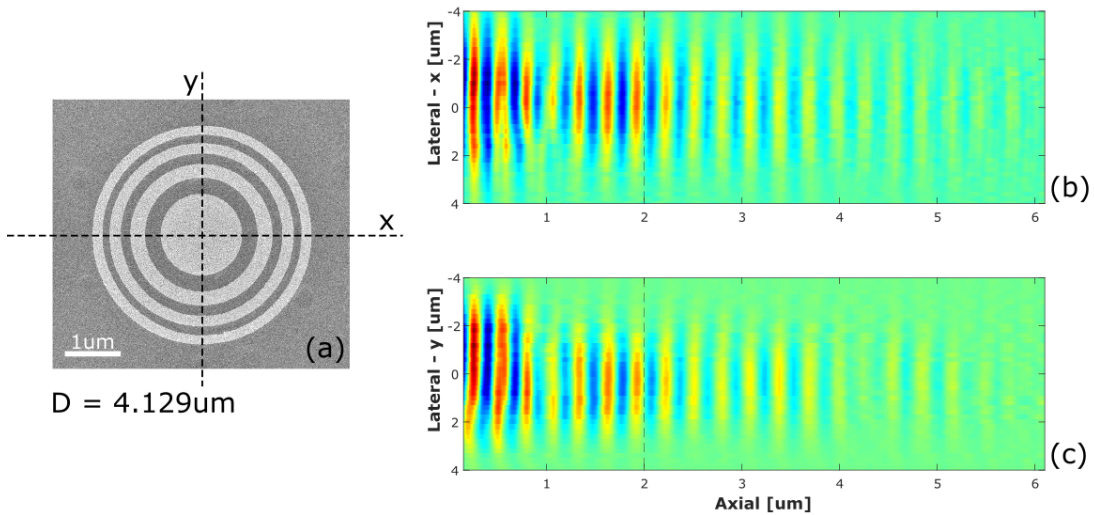 y
x
1um
(a)
D = 4.129um
Lateral - x [um]
-4
-2
0
2
4
1 2 3 4 5 6
(b)
Lateral - y [um]
-4
-2
0
2
4
1 2 3 4 5 6
Axial [um]
(c)